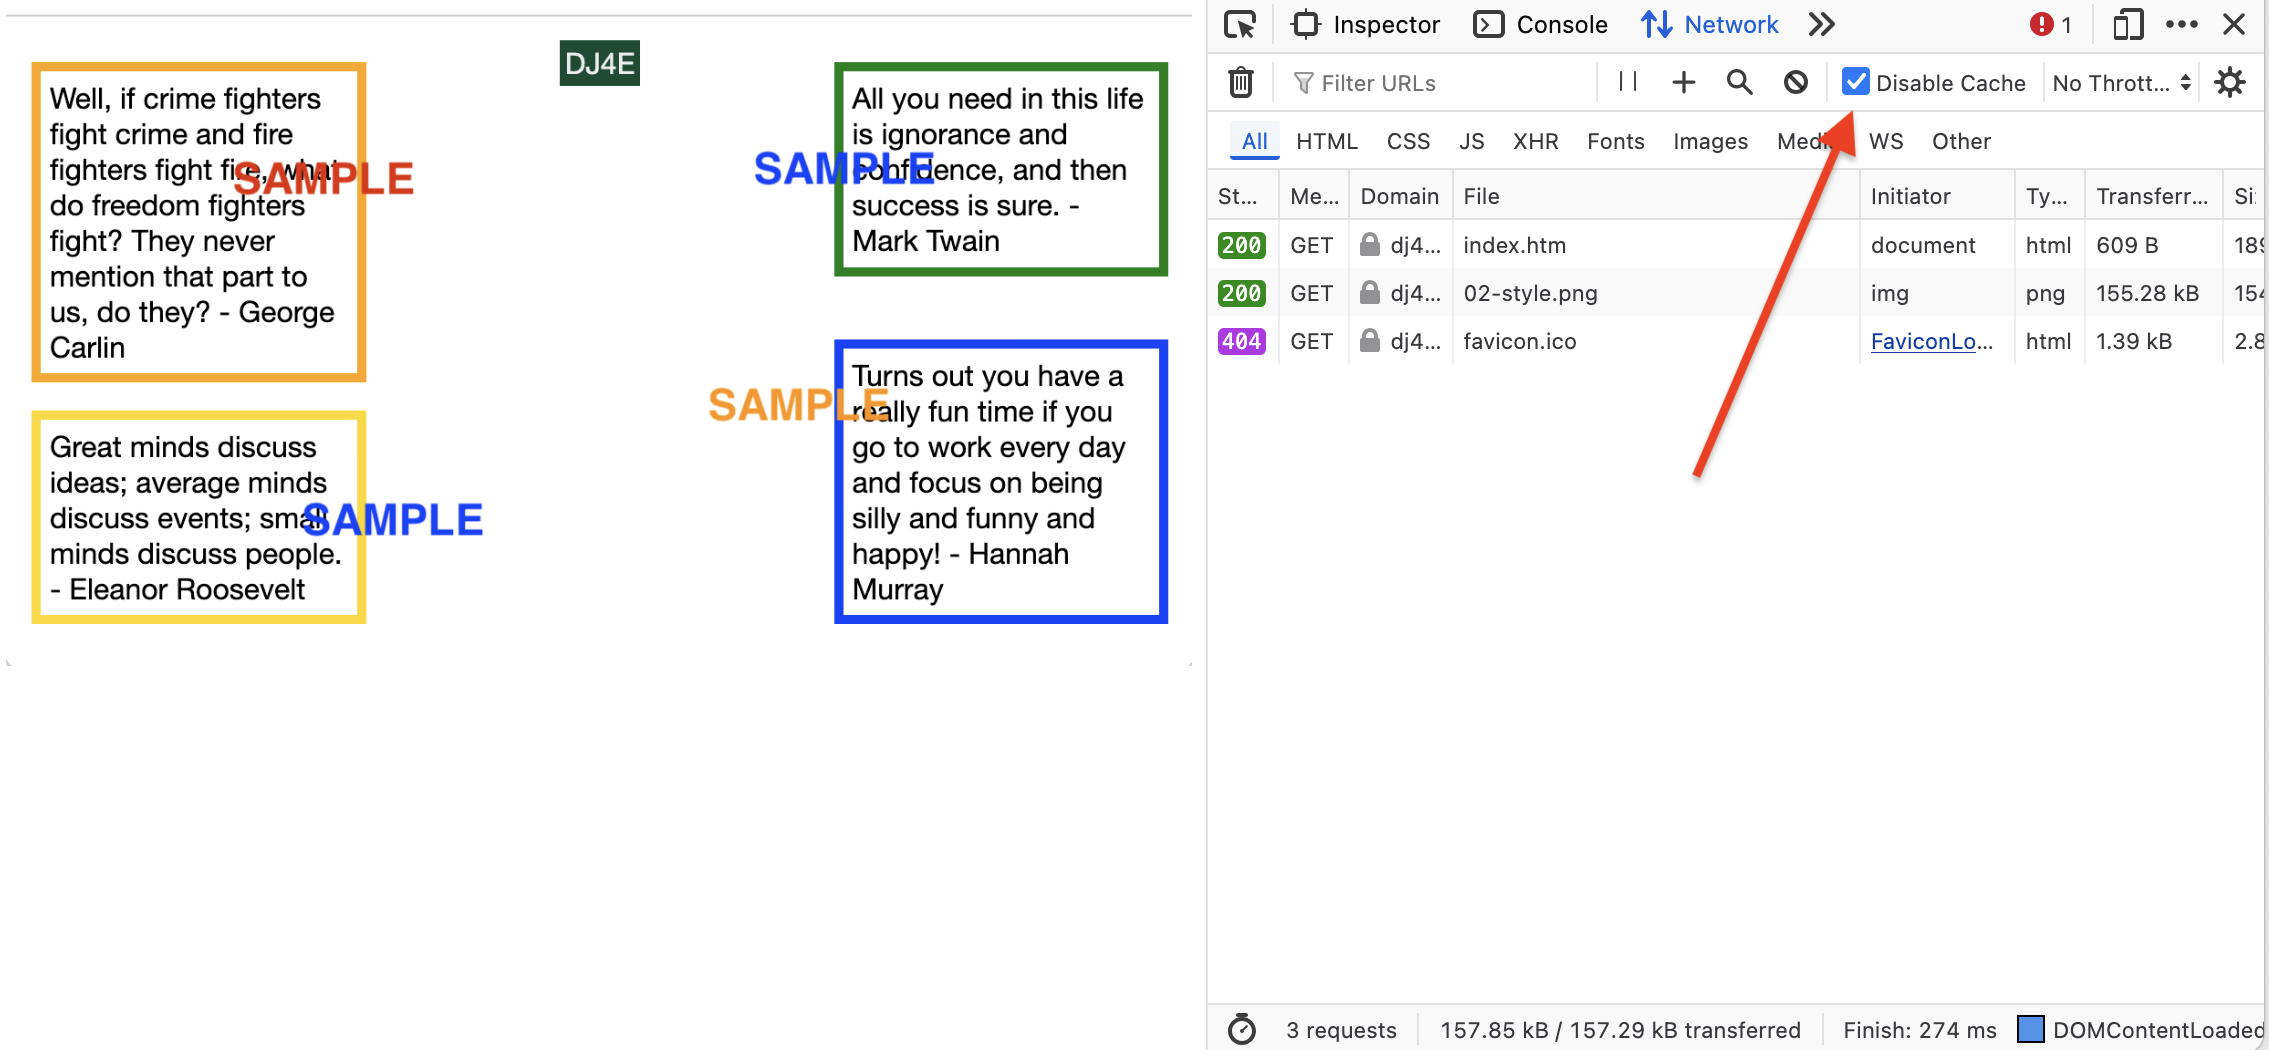 DJ4E
Well, if crime fighters
fight crime and fire
fighters fight fire, what
do freedom fighters
fight? They never
mention that part to
us, do they? - George
Carlin
SAMPLE
All you need in this life
is ignorance and
confidence, and then
success is sure. -
Mark Twain
SAMPLE
Great minds discuss
ideas; average minds
discuss events; small
minds discuss people.
- Eleanor Roosevelt
SAMPLE
Turns out you have a
really fun time if you
go to work every day
and focus on being
silly and funny and
happy! - Hannah
Murray
SAMPLE
Inspector Console Network 1
Filter URLs Disable Cache No Thrott...
All HTML CSS JS XHR Fonts Images Media WS Other
St... Me... Domain File Initiator Ty... Transferr... Si
200 GET dj4... index.htm document html 609 B 189
200 GET dj4... 02-style.png img png 155.28 kB 154
404 GET dj4... favicon.ico FaviconLo... html 1.39 kB 2.8
3 requests 157.85 kB / 157.29 kB transferred Finish: 274 ms DOMContentLoaded